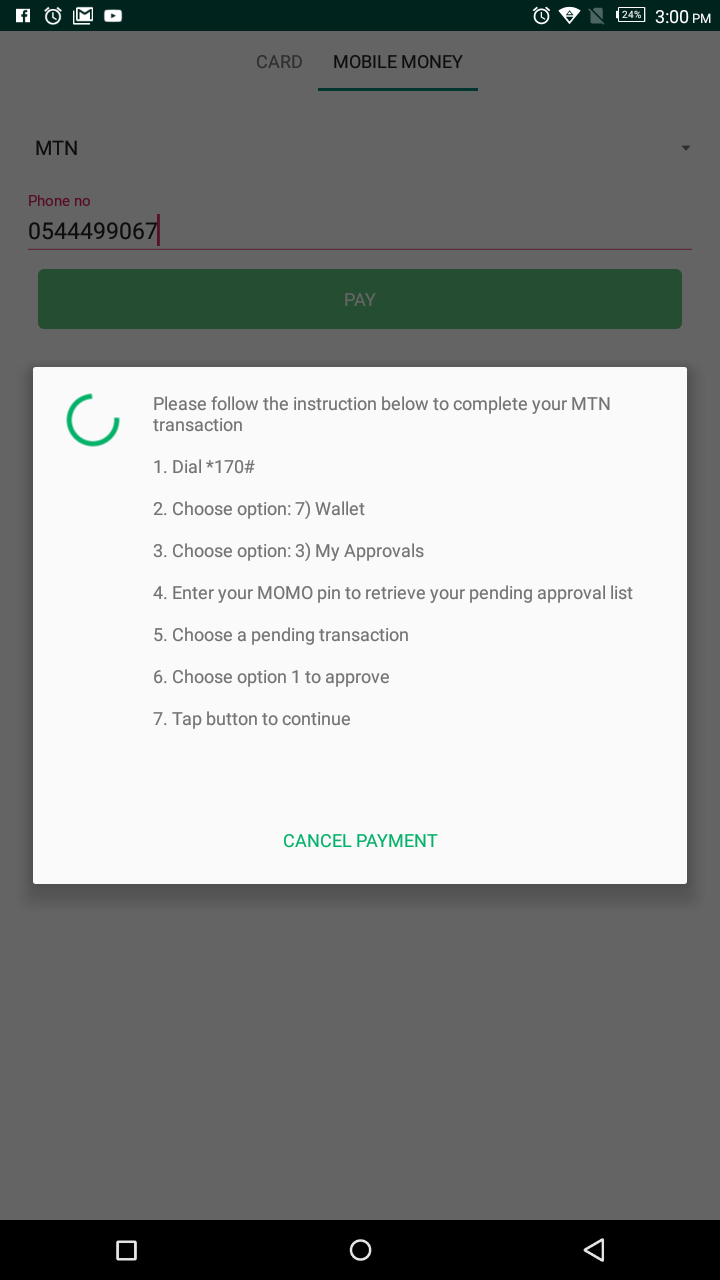 24% 3:00 PM
CARD MOBILE MONEY
MTN
Phone no
0544499067
PAY
Please follow the instruction below to complete your MTN
transaction
1. Dial *170#
2. Choose option: 7) Wallet
3. Choose option: 3) My Approvals
4. Enter your MOMO pin to retrieve your pending approval list
5. Choose a pending transaction
6. Choose option 1 to approve
7. Tap button to continue
CANCEL PAYMENT